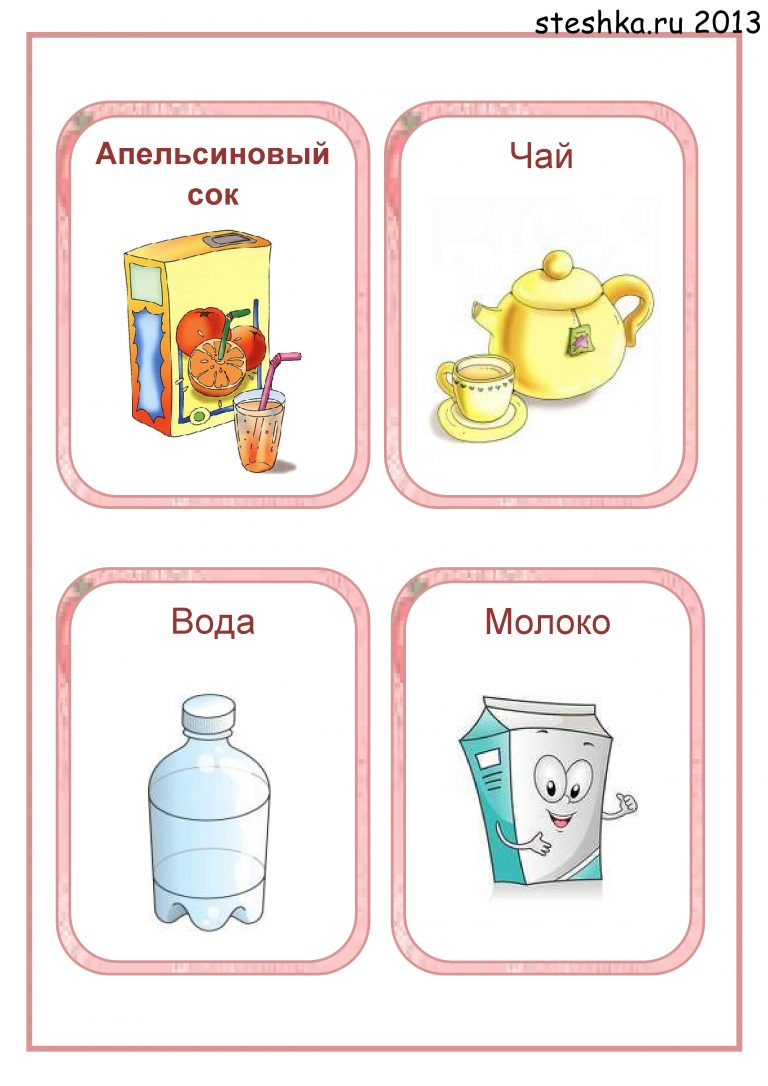 steshka.ru 2013
Апельсиновый
сок
Чай
Вода
Молоко